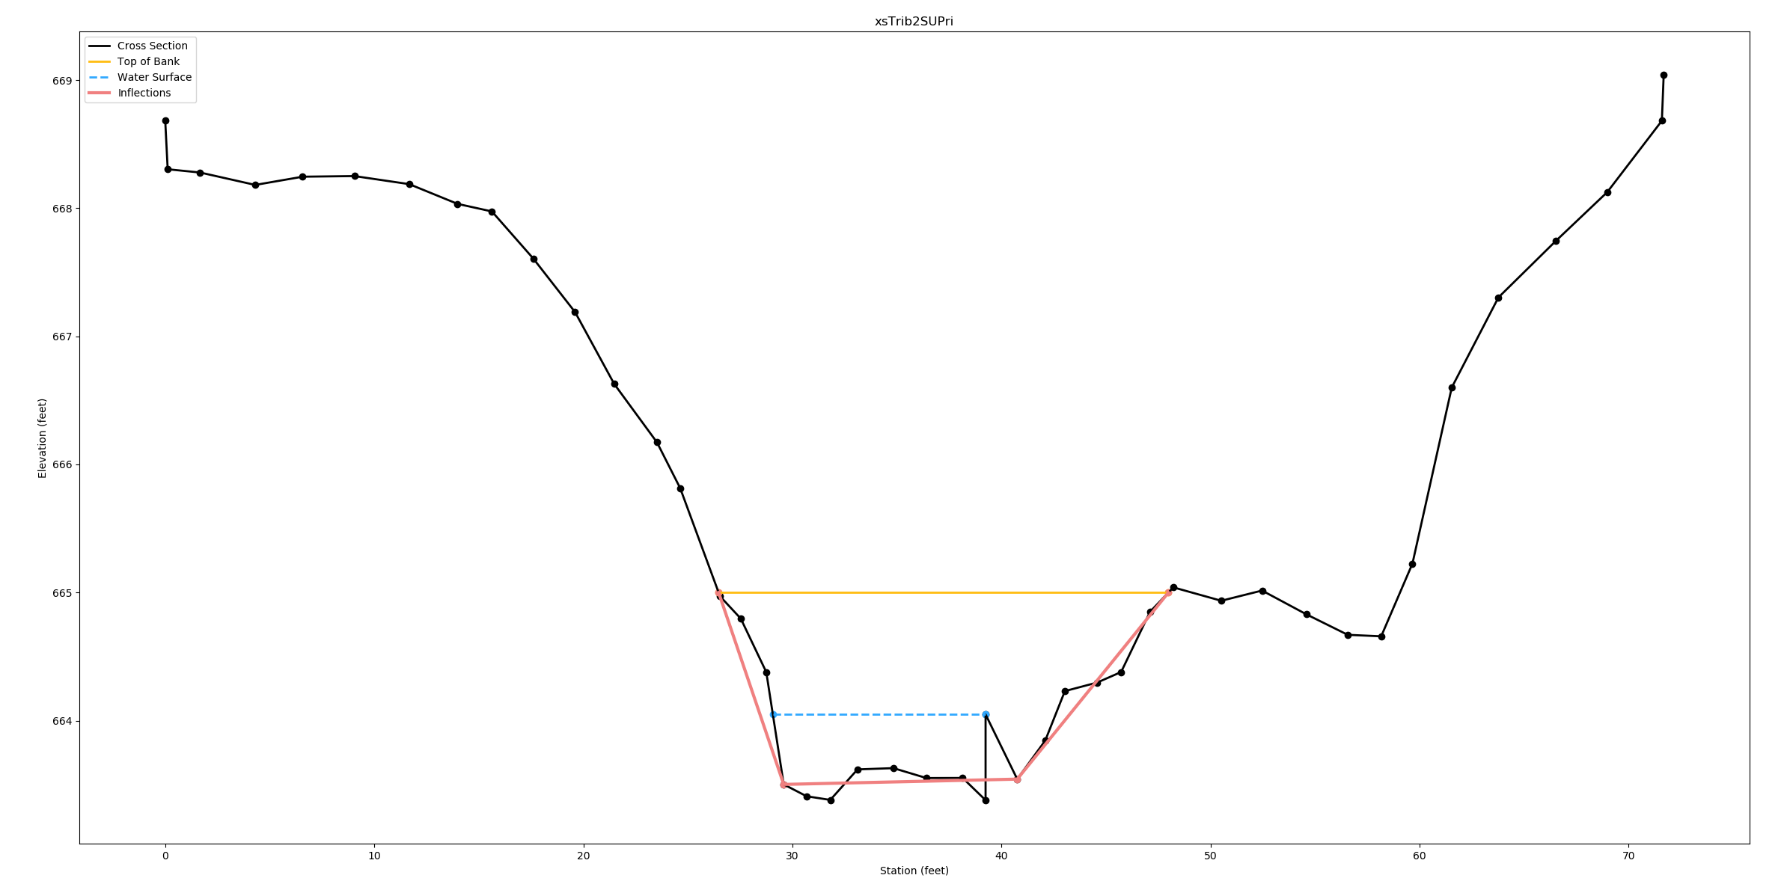 xsTrib2SUPri
Cross Section
Top of Bank
Water Surface
Inflections
669
668
667
666
665
664
Elevation (feet)
0 10 20 30 40 50 60 70
Station (feet)